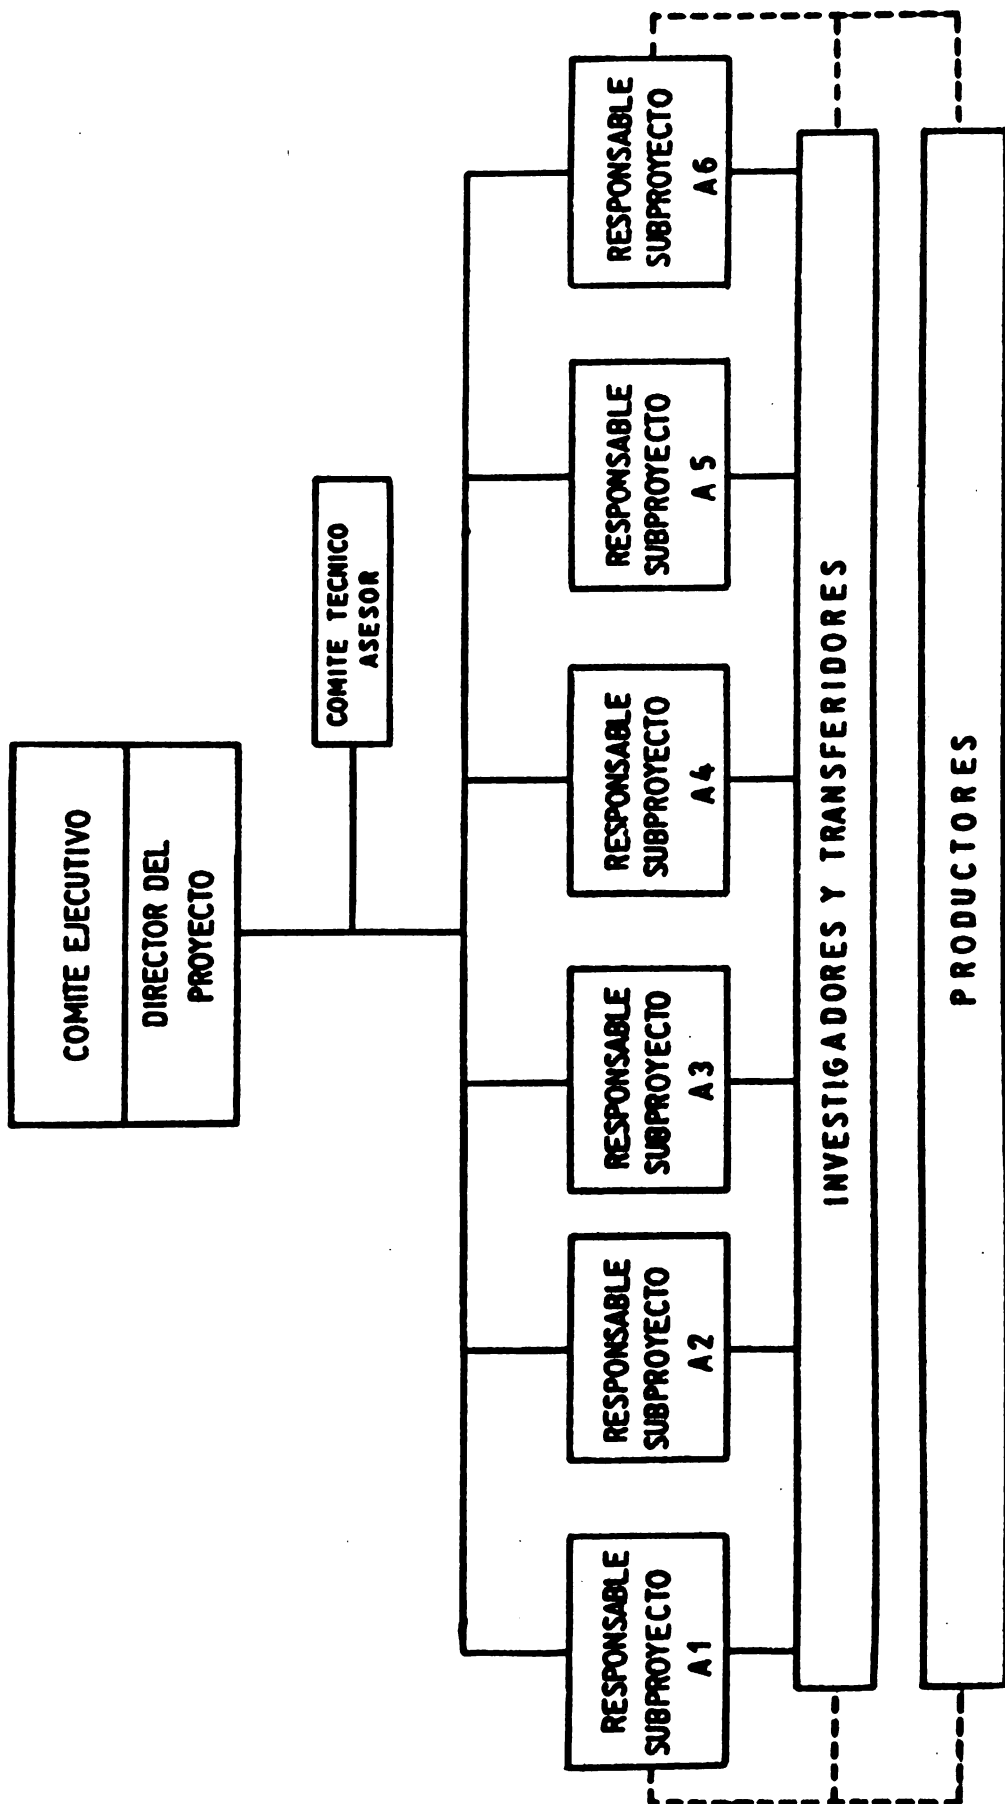 COMITE EJECUTIVO
DIRECTOR DEL
PROYECTO
COMITE TECNICO
ASESOR
RESPONSABLE
SUBPROYECTO
A1
RESPONSABLE
SUBPROYECTO
A2
RESPONSABLE
SUBPROYECTO
A3
RESPONSABLE
SUBPROYECTO
A4
RESPONSABLE
SUBPROYECTO
A5
RESPONSABLE
SUBPROYECTO
A6
INVESTIGADORES Y TRANSFERIDORES
PRODUCTORES